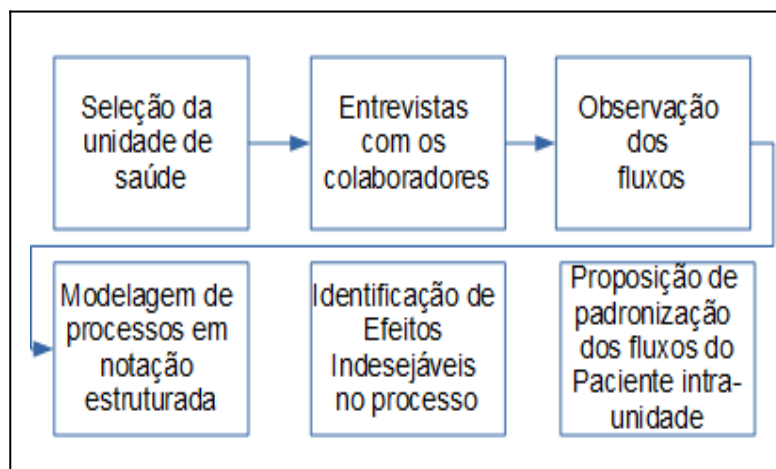 Seleção da
unidade de
saúde
Entrevistas
com os
colaboradores
Observação
dos
fluxos
Modelagem de
processos em
notação
estruturada
Identificação de
Efeitos
Indesejáveis
no processo
Proposição de
padronização
dos fluxos do
Paciente intra-
unidade